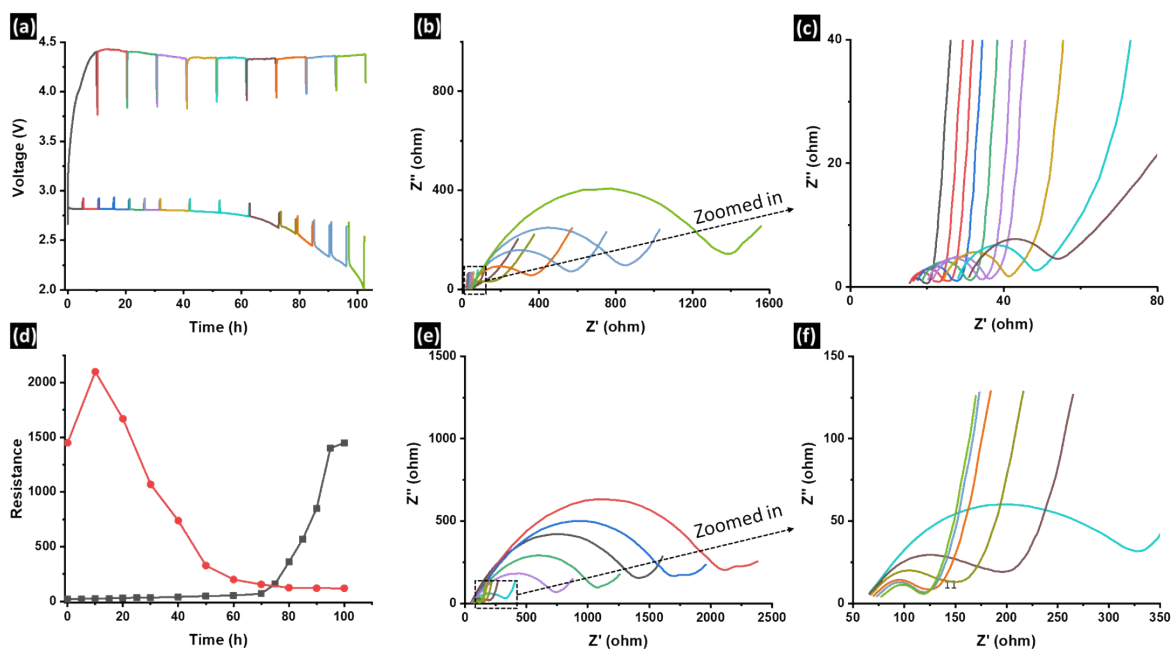 (a)
4.5
4.0
4.5
3.0
2.5
2.0
Voltage (V)
0 20 40 60 80 100
Time (h)
(b)
800
400
0
Z'' (ohm)
Zoomed in
0 400 800 1200 1600
Z' (ohm)
(c)
40
20
0
Z'' (ohm)
0 40 80
Z' (ohm)
(d)
2000
1500
1000
500
0
Resistance
0 20 40 60 80 100
Time (h)
(e)
1500
1000
500
0
Z'' (ohm)
Zoomed in
0 500 1000 1500 2000 2500
Z' (ohm)
(f)
150
100
50
0
Z'' (ohm)
11
50 100 150 200 250 300 350
Z' (ohm)